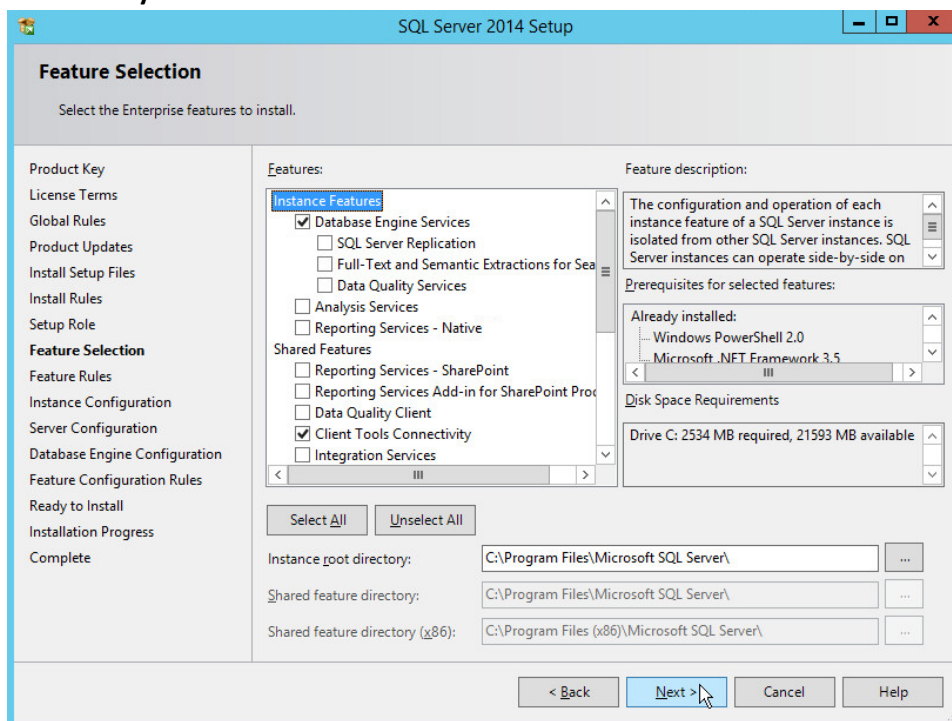 SQL Server 2014 Setup
Feature Selection
Select the Enterprise features to install.
Product Key
License Terms
Global Rules
Product Updates
Install Setup Files
Install Rules
Setup Role
Feature Selection
Feature Rules
Instance Configuration
Server Configuration
Database Engine Configuration
Feature Configuration Rules
Ready to Install
Installation Progress
Complete
Features:
Instance Features
Database Engine Services
SQL Server Replication
Full-Text and Semantic Extractions for Sea
Data Quality Services
Analysis Services
Reporting Services - Native
Shared Features
Reporting Services - SharePoint
Reporting Services Add-in for SharePoint Proc
Data Quality Client
Client Tools Connectivity
Integration Services
Select All
Unselect All
Feature description:
The configuration and operation of each
instance feature of a SQL Server instance is
isolated from other SQL Server instances. SQL
Server instances can operate side-by-side on
Prerequisites for selected features:
Already installed:
Windows PowerShell 2.0
Microsoft .NET Framework 3.5
Disk Space Requirements
Drive C: 2534 MB required, 21593 MB available
Instance root directory:
C:\Program Files\Microsoft SQL Server\
...
Shared feature directory:
C:\Program Files\Microsoft SQL Server\
...
Shared feature directory (x86):
C:\Program Files (x86)\Microsoft SQL Server\
...
< Back
Next >
Cancel
Help